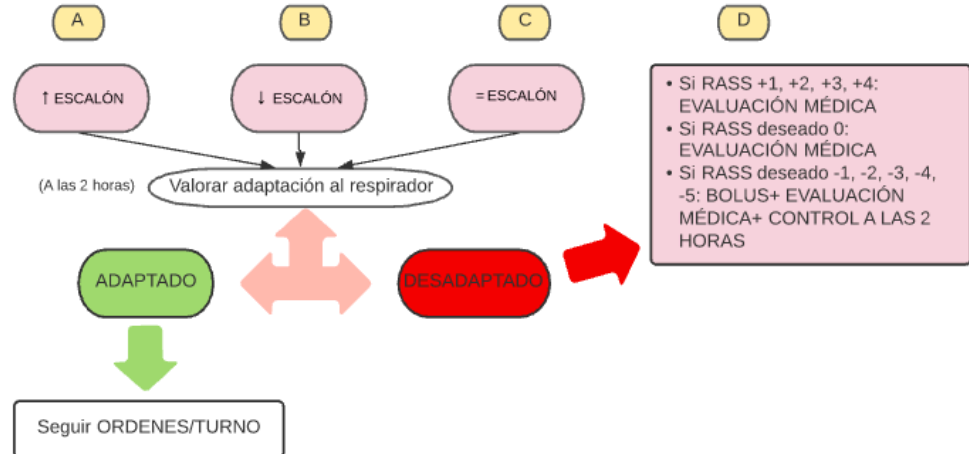 A
B
C
D
↑ ESCALÓN
↓ ESCALÓN
= ESCALÓN
(A las 2 horas)
Valorar adaptación al respirador
ADAPTADO
DESADAPTADO
Seguir ORDENES/TURNO
• Si RASS +1, +2, +3, +4:
EVALUACIÓN MÉDICA
• Si RASS deseado 0:
EVALUACIÓN MÉDICA
• Si RASS deseado -1, -2, -3, -4,
-5: BOLUS+ EVALUACIÓN
MÉDICA+ CONTROL A LAS 2
HORAS